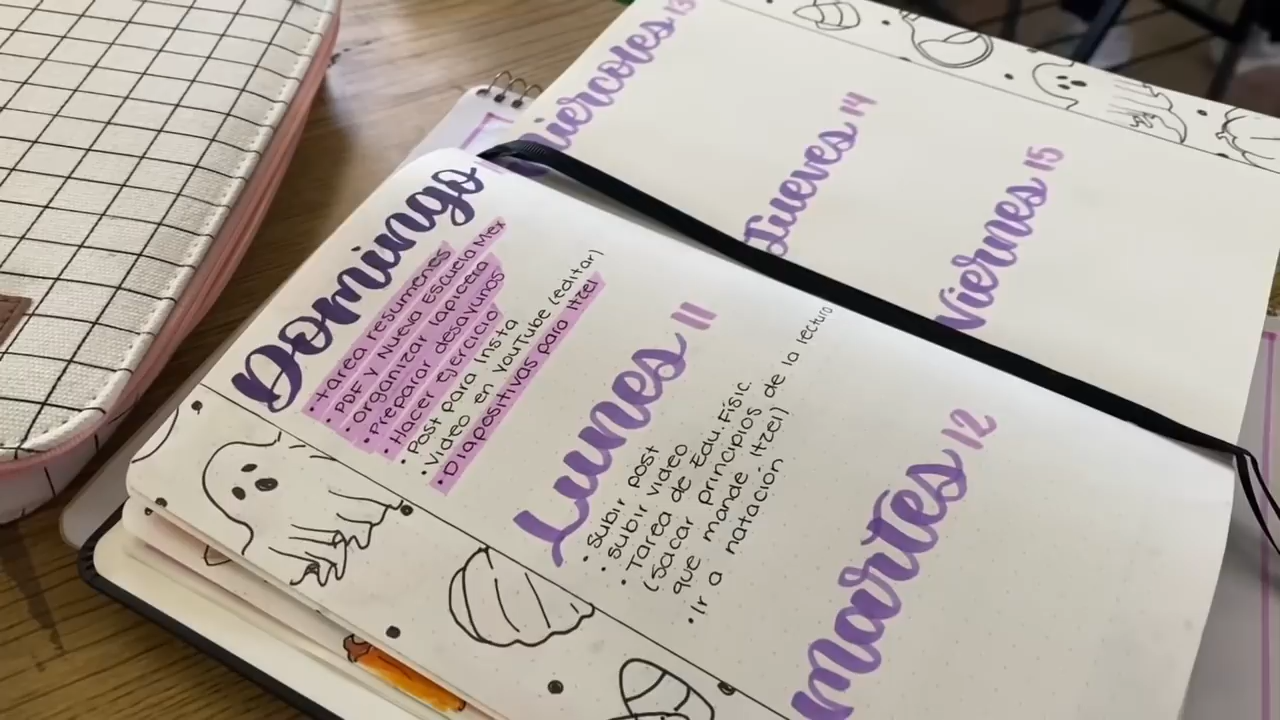 Domingo
• tarea resumenes
PDF y Nueva Escuela Mex
• organizar lapicera
• Preparar desayunos
• Hacer ejercicio
• Post para Insta
• Video en YouTube (editar)
• Diapositivas para Itzel
Lunes 11
• Subir post
• subir video
• Tarea de Edu. Físic.
(Sacar principios de la lectura
que mande Itzel)
• Ir a natación
Martes 12
Miercoles 13
Jueves 14
Viernes 15